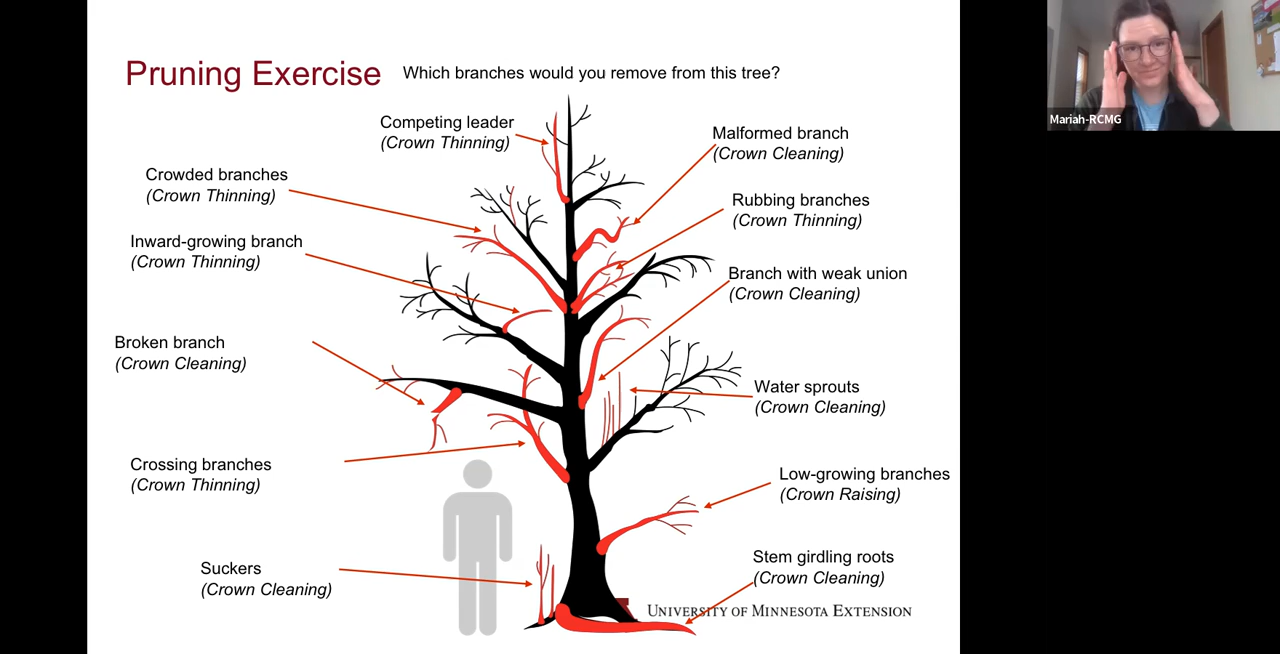 Pruning Exercise
Which branches would you remove from this tree?
Competing leader
(Crown Thinning)
Malformed branch
(Crown Cleaning)
Crowded branches
(Crown Thinning)
Rubbing branches
(Crown Thinning)
Inward-growing branch
(Crown Thinning)
Branch with weak union
(Crown Cleaning)
Broken branch
(Crown Cleaning)
Water sprouts
(Crown Cleaning)
Crossing branches
(Crown Thinning)
Low-growing branches
(Crown Raising)
Suckers
(Crown Cleaning)
Stem girdling roots
(Crown Cleaning)
UNIVERSITY OF MINNESOTA EXTENSION
Mariah-RCMG